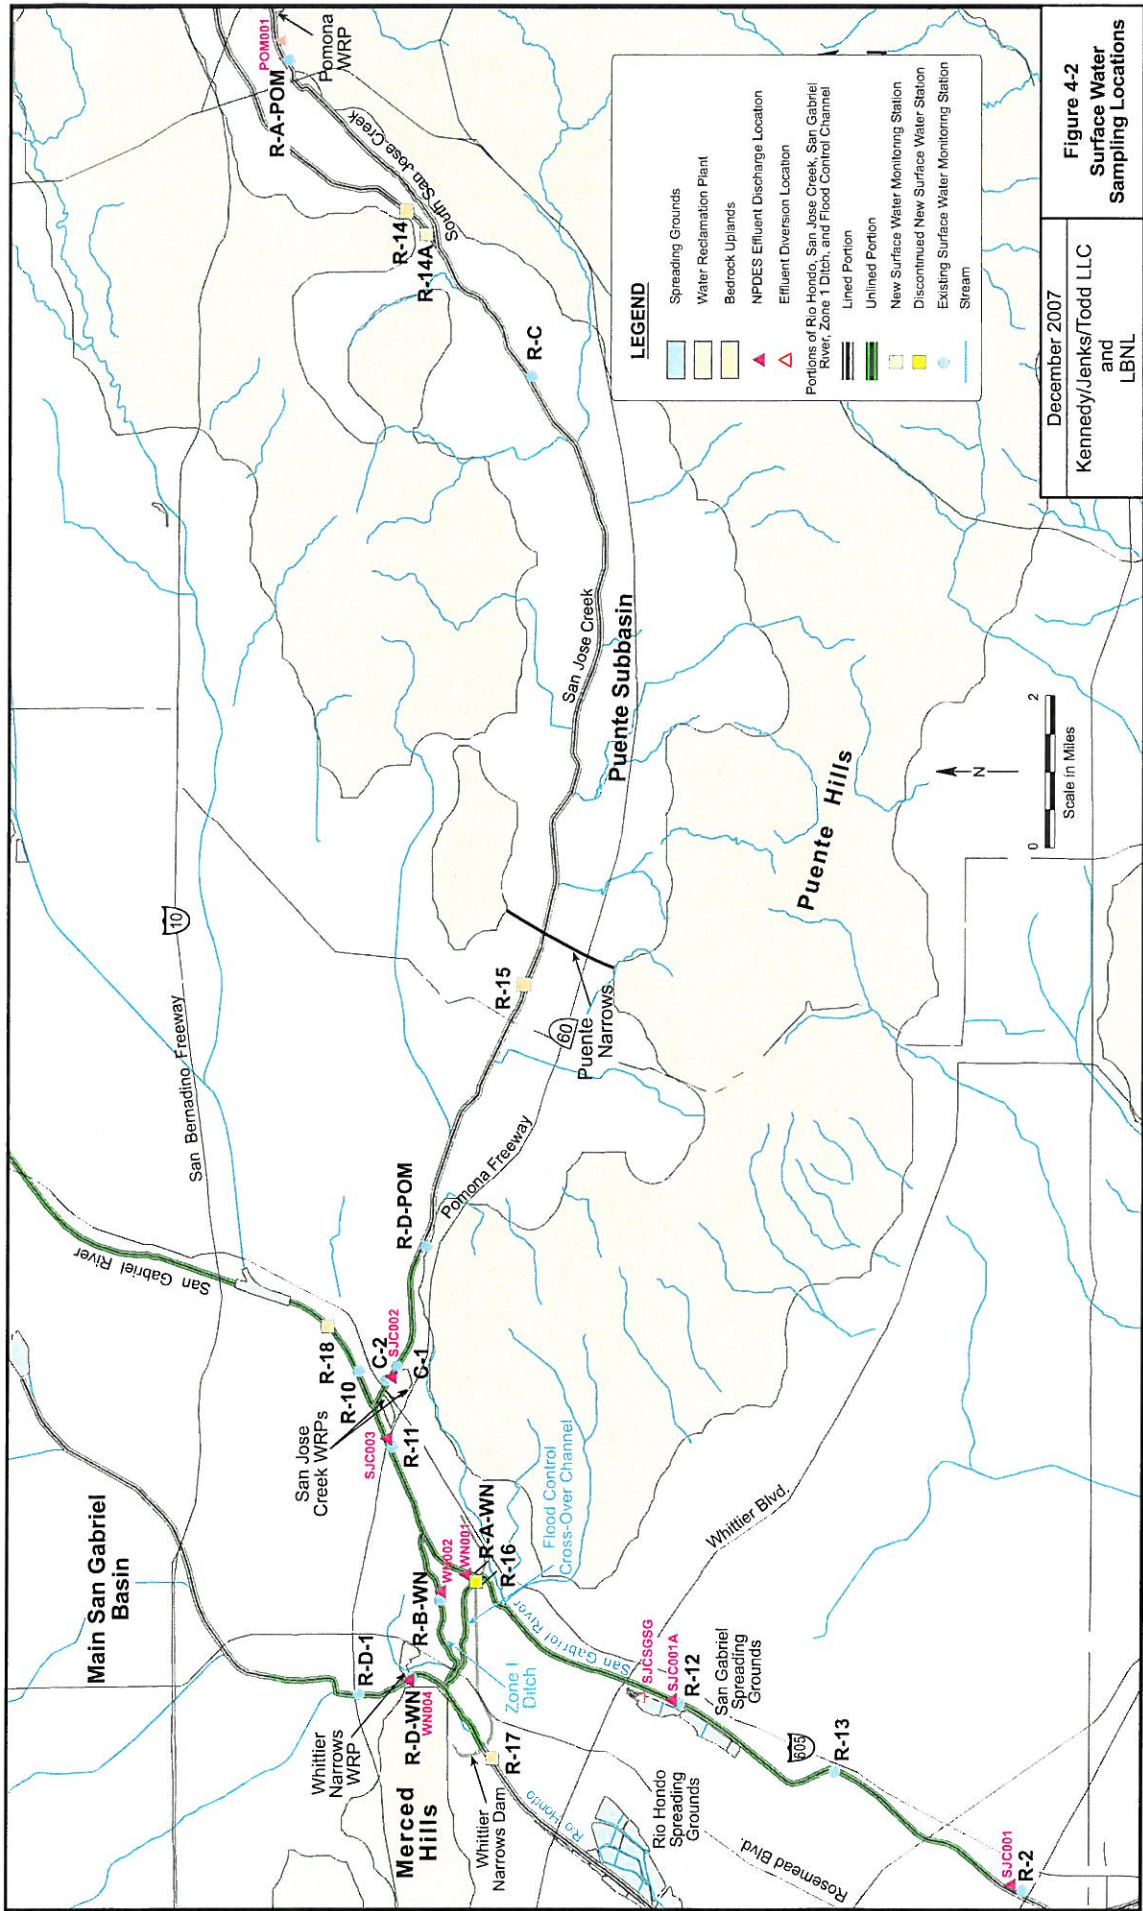 Main San Gabriel
Basin
San Gabriel River
San Bernadino Freeway
10
R-18
R-10
San Jose
Creek WRPs
SJC003
R-11
C-2
SJC002
C-1
R-D-POM
Pomona Freeway
R-15
60
Puente
Narrows
San Jose Creek
Puente Subbasin
Puente Hills
R-C
R-14
R-14A
South San Jose Creek
R-A-POM
POM001
Pomona
WRP
R-D-1
Whittier
Narrows
WRP
R-D-WN
WN004
R-B-WN
WN002
WN001
R-A-WN
R-16
Flood Control
Cross-Over Channel
Zone I
Ditch
Merced
Hills
Whittier
Narrows Dam
R-17
Rio Hondo
Rio Hondo
Spreading
Grounds
Rosemead Blvd.
San Gabriel River
Whittier Blvd.
SJCSGSG
SJC001A
R-12
San Gabriel
Spreading
Grounds
605
R-13
SJC001
R-2
N
0
2
Scale in Miles
LEGEND
Spreading Grounds
Water Reclamation Plant
Bedrock Uplands
NPDES Effluent Discharge Location
Effluent Diversion Location
Portions of Rio Hondo, San Jose Creek, San Gabriel
River, Zone 1 Ditch, and Flood Control Channel
Lined Portion
Unlined Portion
New Surface Water Monitoring Station
Discontinued New Surface Water Station
Existing Surface Water Monitoring Station
Stream
December 2007
Kennedy/Jenks/Todd LLC
and
LBNL
Figure 4-2
Surface Water
Sampling Locations